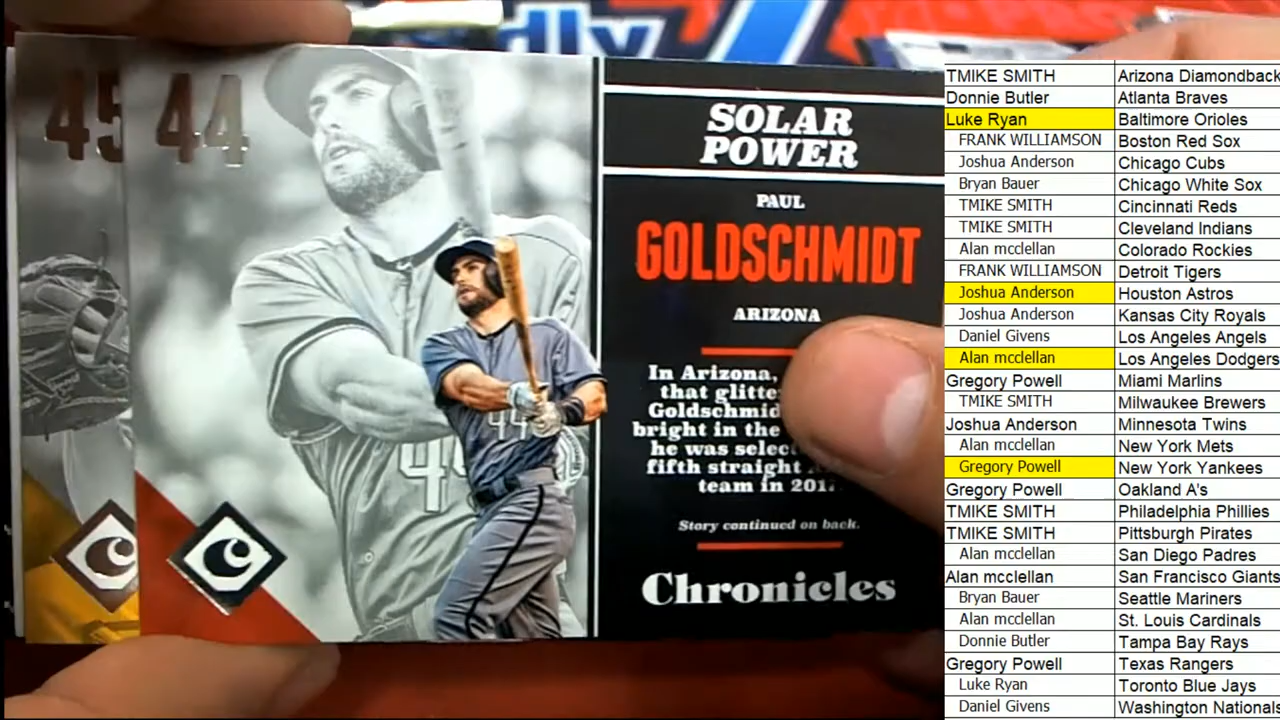 dly
45 44
SOLAR
POWER
PAUL
GOLDSCHMIDT
ARIZONA
In Arizona,
that glitte
Goldschmid
bright in the
he was selec
fifth straight
team in 201
Story continued on back.
Chronicles
44
TMIKE SMITH Arizona Diamondback
Donnie Butler Atlanta Braves
Luke Ryan Baltimore Orioles
FRANK WILLIAMSON Boston Red Sox
Joshua Anderson Chicago Cubs
Bryan Bauer Chicago White Sox
TMIKE SMITH Cincinnati Reds
TMIKE SMITH Cleveland Indians
Alan mcclellan Colorado Rockies
FRANK WILLIAMSON Detroit Tigers
Joshua Anderson Houston Astros
Joshua Anderson Kansas City Royals
Daniel Givens Los Angeles Angels
Alan mcclellan Los Angeles Dodgers
Gregory Powell Miami Marlins
TMIKE SMITH Milwaukee Brewers
Joshua Anderson Minnesota Twins
Alan mcclellan New York Mets
Gregory Powell New York Yankees
Gregory Powell Oakland A's
TMIKE SMITH Philadelphia Phillies
TMIKE SMITH Pittsburgh Pirates
Alan mcclellan San Diego Padres
Alan mcclellan San Francisco Giants
Bryan Bauer Seattle Mariners
Alan mcclellan St. Louis Cardinals
Donnie Butler Tampa Bay Rays
Gregory Powell Texas Rangers
Luke Ryan Toronto Blue Jays
Daniel Givens Washington Nationals